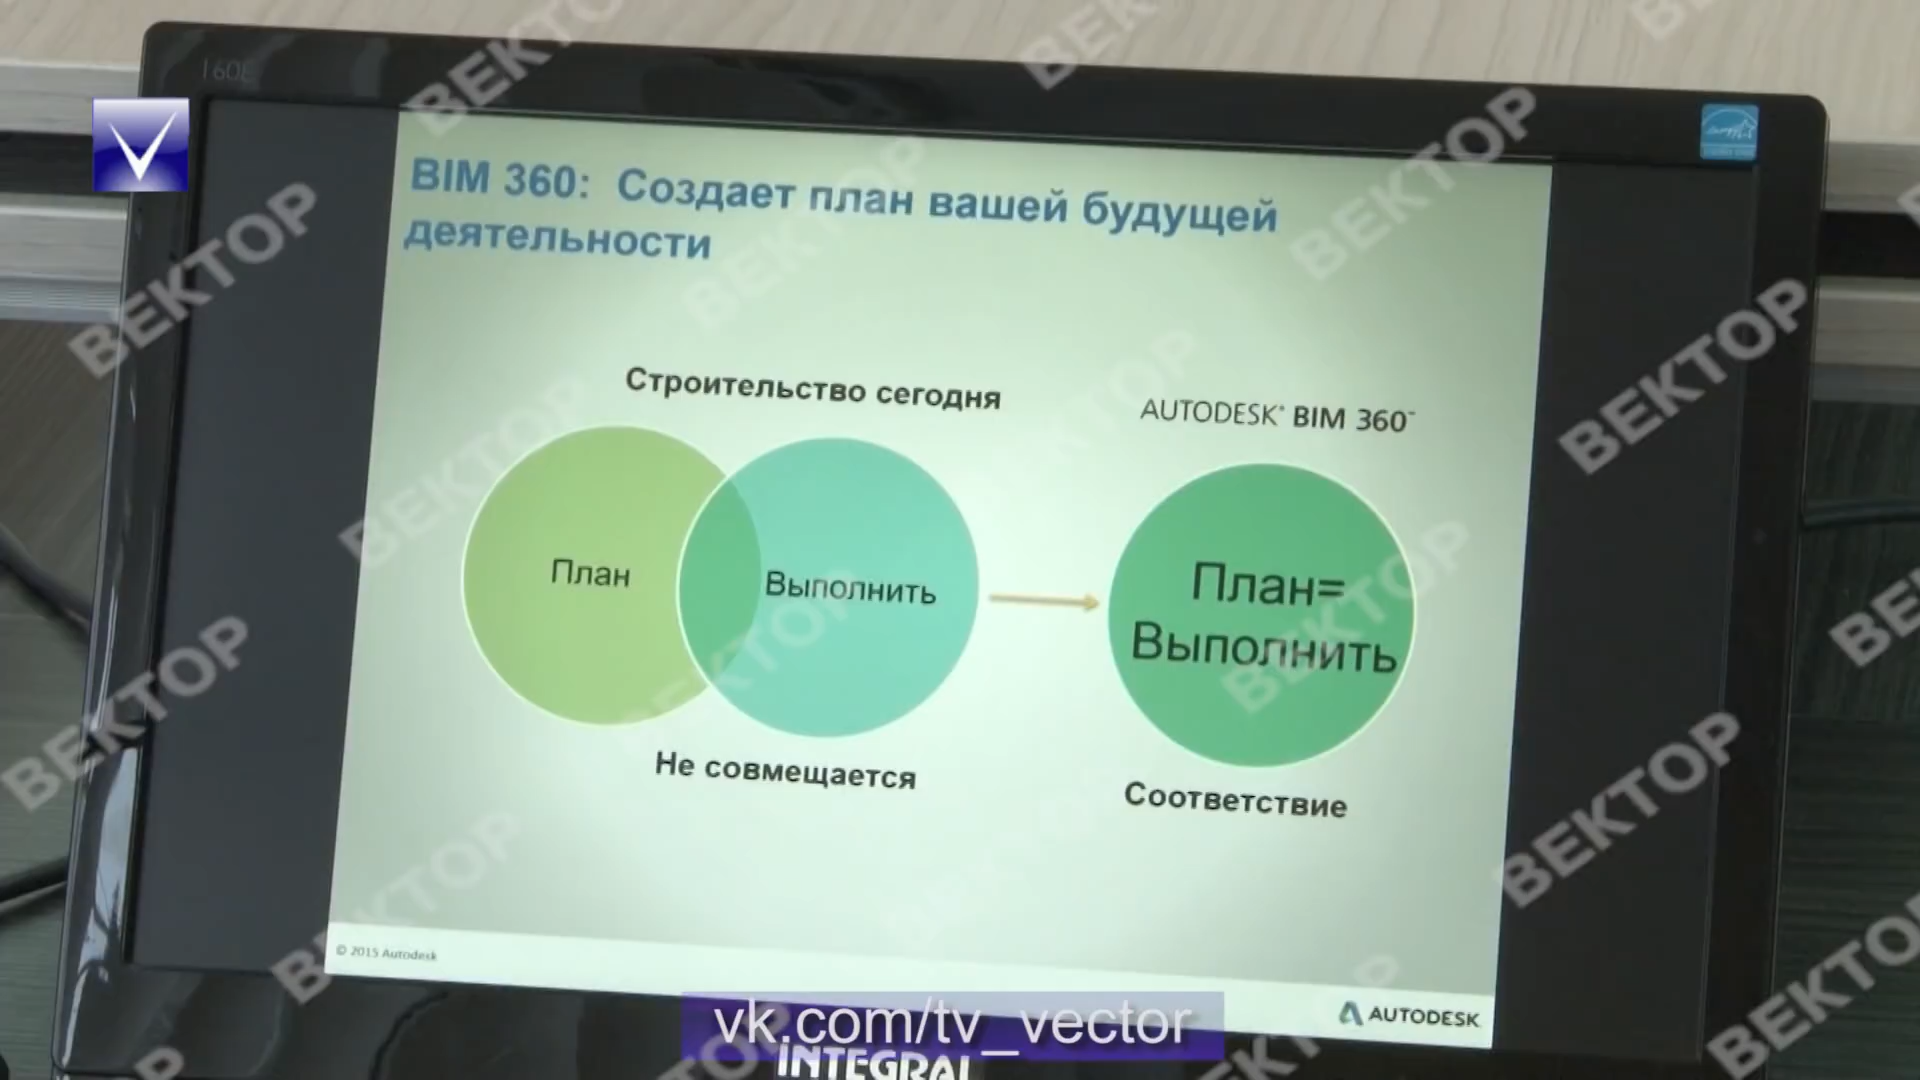 160E
BIM 360: Создает план вашей будущей
деятельности
Строительство сегодня
AUTODESK® BIM 360™
План
Выполнить
План=
Выполнить
Не совмещается
Соответствие
© 2015 Autodesk
AUTODESK
vk.com/tv_vector
INTEGRAL
ВЕКТОР